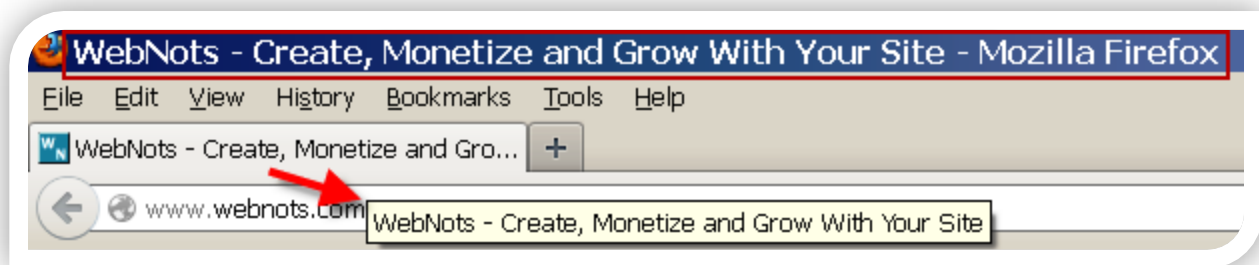 WebNots - Create, Monetize and Grow With Your Site - Mozilla Firefox
File Edit View History Bookmarks Tools Help
WN WebNots - Create, Monetize and Gro... +
www.webnots.com
WebNots - Create, Monetize and Grow With Your Site